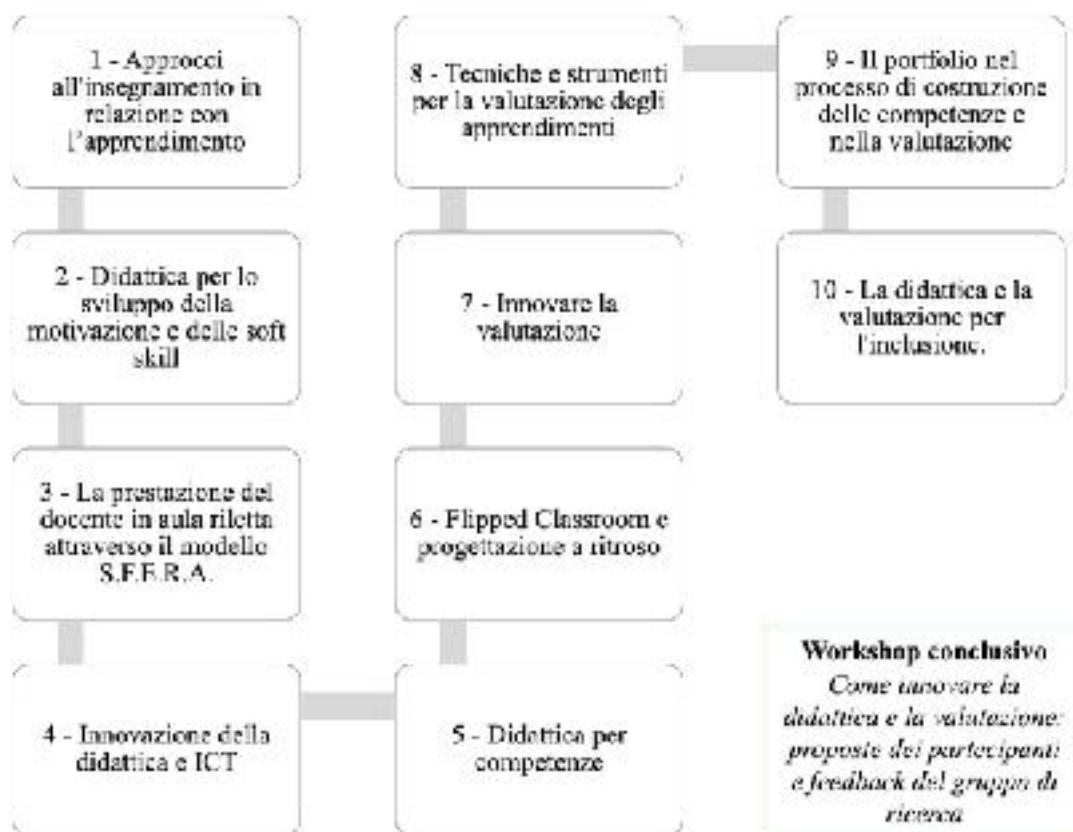 1 - Approcci
all'insegnamento in
relazione con
l'apprendimento
2 - Didattica per lo
sviluppo della
motivazione e delle soft
skill
3 - La prestazione del
docente in aula riletta
attraverso il modello
S.F.E.R.A.
4 - Innovazione della
didattica e ICT
5 - Didattica per
competenze
6 - Flipped Classroom e
progettazione a ritroso
7 - Innovare la
valutazione
8 - Tecniche e strumenti
per la valutazione degli
apprendimenti
9 - Il portfolio nel
processo di costruzione
delle competenze e
nella valutazione
10 - La didattica e la
valutazione per
l'inclusione.
Workshop conclusivo
Come innovare la
didattica e la valutazione:
proposte dei partecipanti
e feedback del gruppo di
ricerca